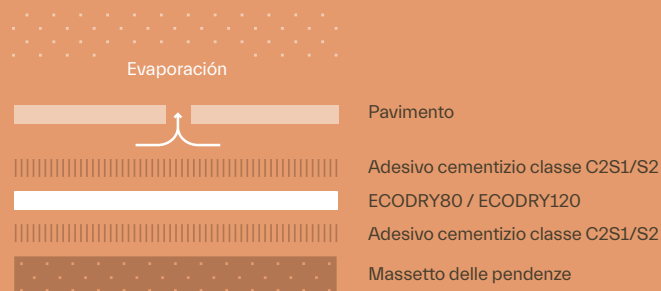 Evaporación
Pavimento
Adesivo cementizio classe C2S1/S2
ECODRY80 / ECODRY120
Adesivo cementizio classe C2S1/S2
Massetto delle pendenze